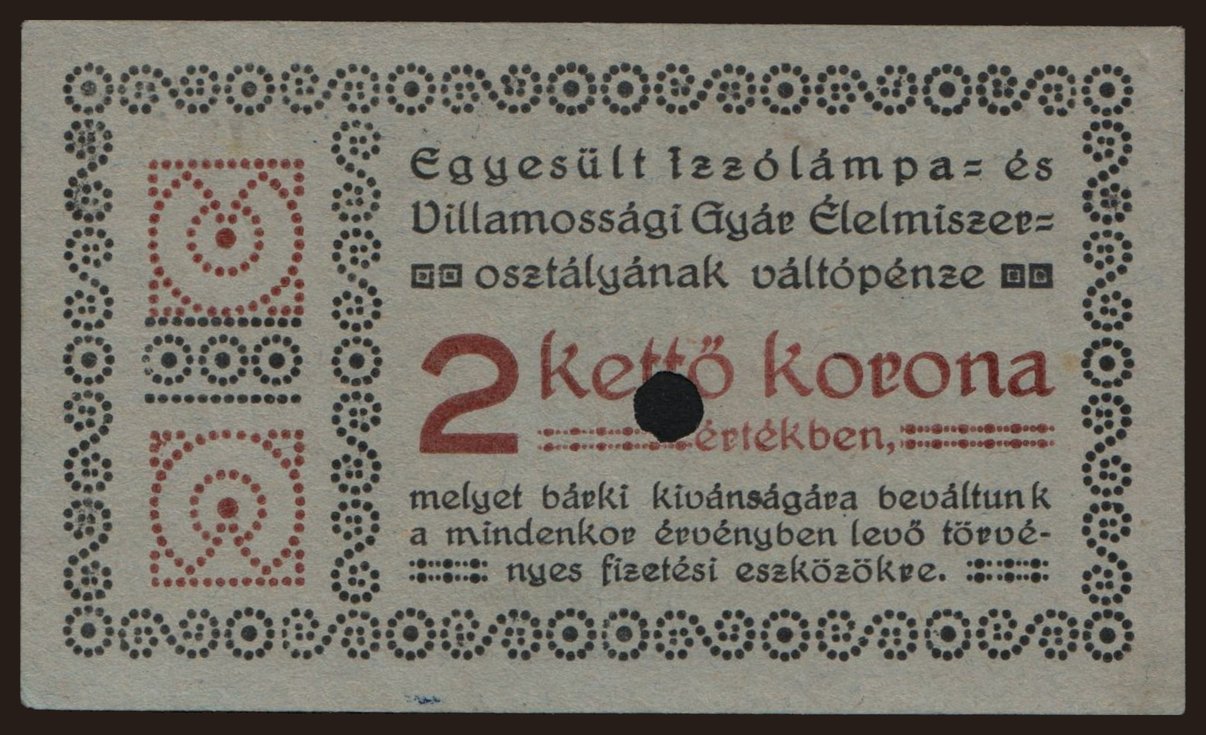 Egyesült Izzólámpa= és
Villamossági Gyár Élelmiszer=
osztályának váltópénze
2 kettő korona
értékben,
melyet bárki kivánságára beváltunk
a mindenkor érvényben levő törvé-
nyes fizetési eszközökre.